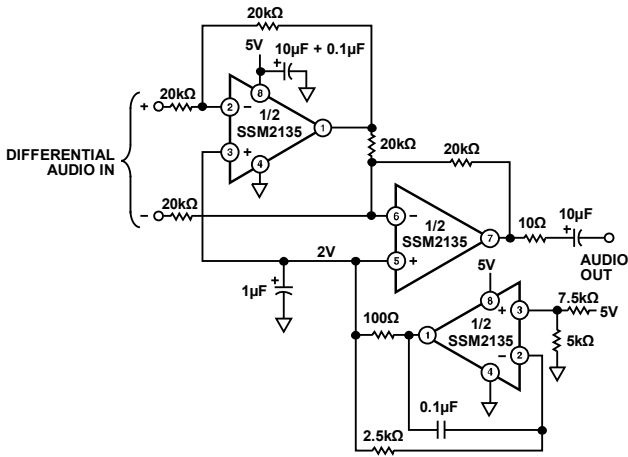 20kΩ
5V
10µF + 0.1µF
+
20kΩ
2
–
8
1/2
SSM2135
1
3
+
4
20kΩ
20kΩ
DIFFERENTIAL
AUDIO IN
–
20kΩ
6
–
1/2
SSM2135
7
10Ω
10µF
+
2V
5
+
AUDIO
OUT
1µF
+
5V
8
7.5kΩ
5V
100Ω
1
1/2
SSM2135
+
3
–
2
5kΩ
4
0.1µF
2.5kΩ